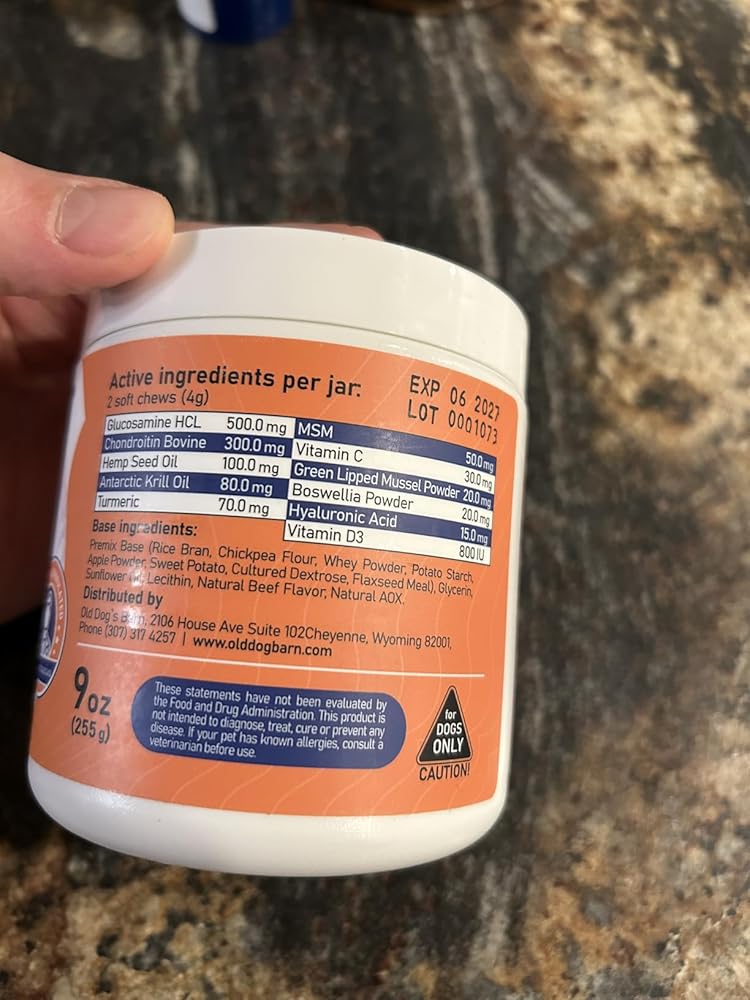 Active ingredients per jar:
2 soft chews (4g)
EXP 06 2027
LOT 0001073
Glucosamine HCL 500.0 mg
Chondroitin Bovine 300.0 mg
Hemp Seed Oil 100.0 mg
Antarctic Krill Oil 80.0 mg
Turmeric 70.0 mg
MSM 50.0 mg
Vitamin C 30.0 mg
Green Lipped Mussel Powder 20.0 mg
Boswellia Powder 20.0 mg
Hyaluronic Acid 15.0 mg
Vitamin D3 800 IU
Base ingredients:
Premix Base (Rice Bran, Chickpea Flour, Whey Powder, Potato Starch,
Apple Powder, Sweet Potato, Cultured Dextrose, Flaxseed Meal), Glycerin,
Sunflower Lecithin, Natural Beef Flavor, Natural AOX.
Distributed by
Old Dog's Barn, 2106 House Ave Suite 102Cheyenne, Wyoming 82001,
Phone (307) 317 4257 | www.olddogbarn.com
9 oz
(255 g)
These statements have not been evaluated by
the Food and Drug Administration. This product is
not intended to diagnose, treat, cure or prevent any
disease. If your pet has known allergies, consult a
veterinarian before use.
for
DOGS
ONLY
CAUTION!